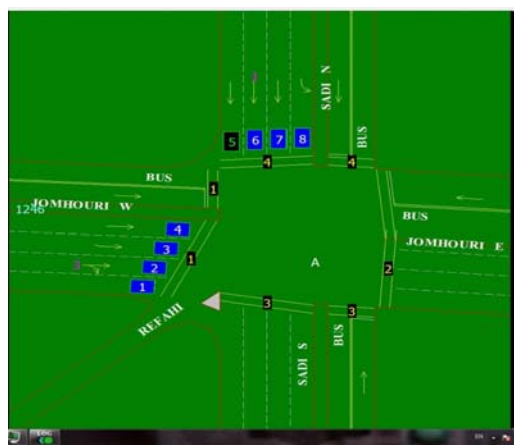 SADI N
BUS
5 6 7 8
4 4
BUS
1
JOMHOURI W
1246
BUS
JOMHOURI E
4
3
2
1
1
2
A
REFAHI
3 3
SADI S
BUS
EN